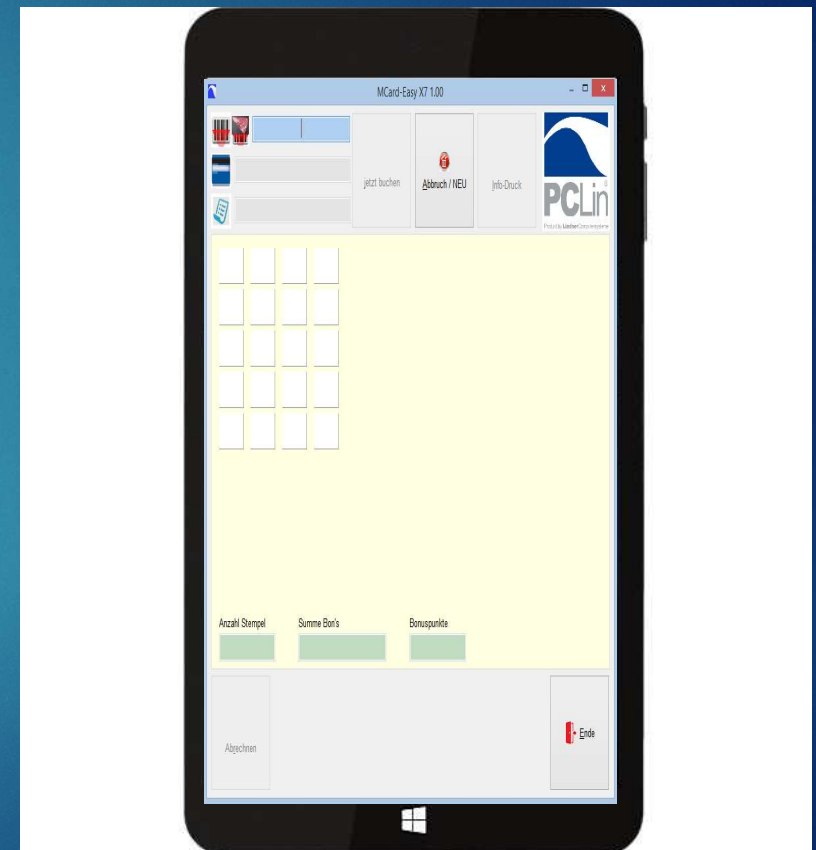 MCard-Easy X7 1.00
jetzt buchen
Abbruch / NEU
Info-Druck
PCLin
Anzahl Stempel
Summe Bon's
Bonuspunkte
Abrechnen
Ende